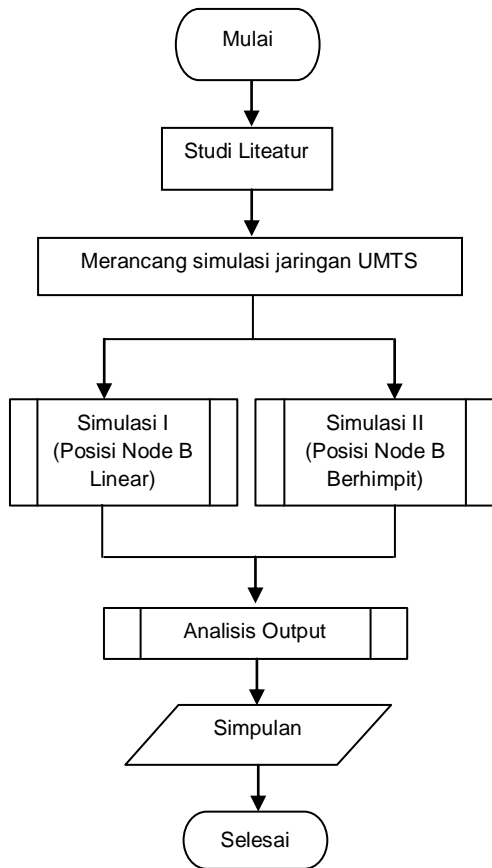 Mulai
Studi Liteatur
Merancang simulasi jaringan UMTS
Simulasi I
(Posisi Node B
Linear)
Simulasi II
(Posisi Node B
Berhimpit)
Analisis Output
Simpulan
Selesai